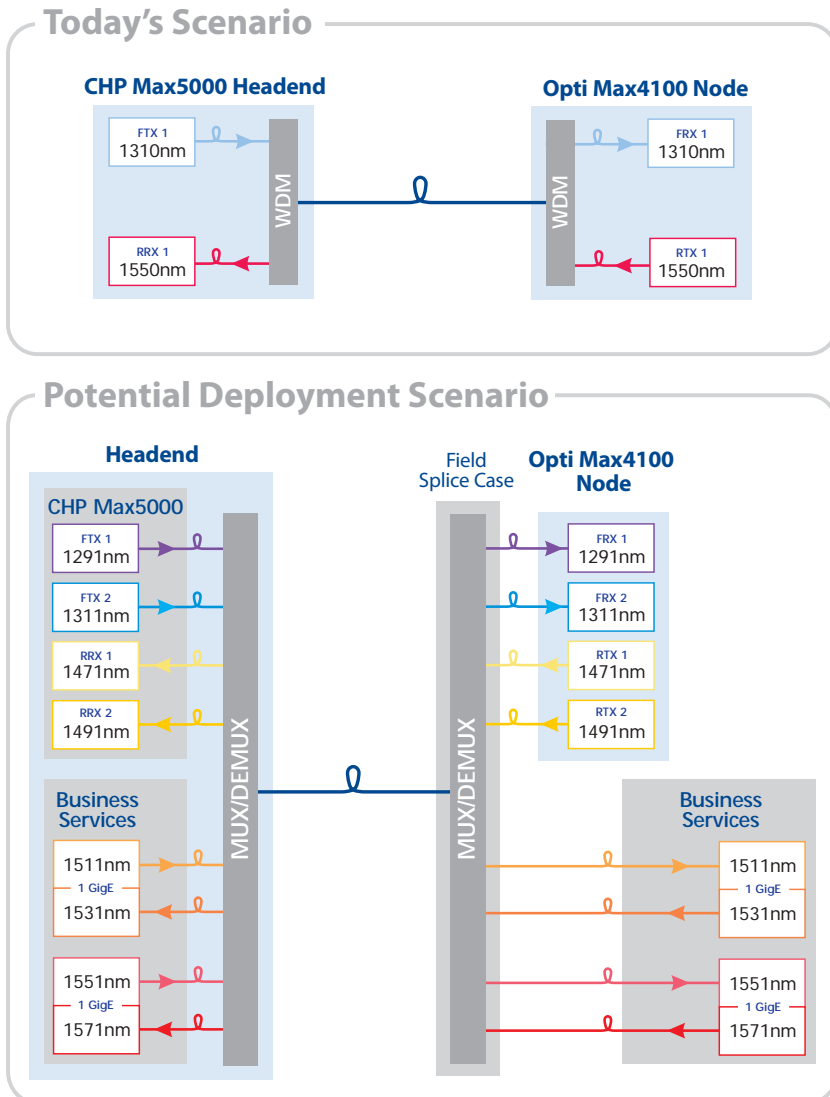 Today's Scenario
CHP Max5000 Headend
Opti Max4100 Node
FTX 1
1310nm
FRX 1
1310nm
WDM
WDM
RRX 1
1550nm
RTX 1
1550nm
Potential Deployment Scenario
Headend
Field
Splice Case
Opti Max4100
Node
CHP Max5000
FTX 1
1291nm
FTX 2
1311nm
RRX 1
1471nm
RRX 2
1491nm
MUX/DEMUX
MUX/DEMUX
FRX 1
1291nm
FRX 2
1311nm
RTX 1
1471nm
RTX 2
1491nm
Business
Services
1511nm
1 GigE
1531nm
1551nm
1 GigE
1571nm
Business
Services
1511nm
1 GigE
1531nm
1551nm
1 GigE
1571nm